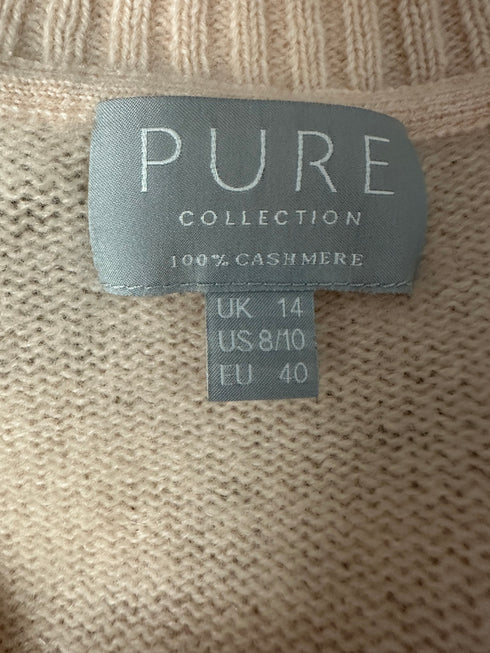 PURE
COLLECTION
100% CASHMERE
UK 14
US 8/10
EU 40